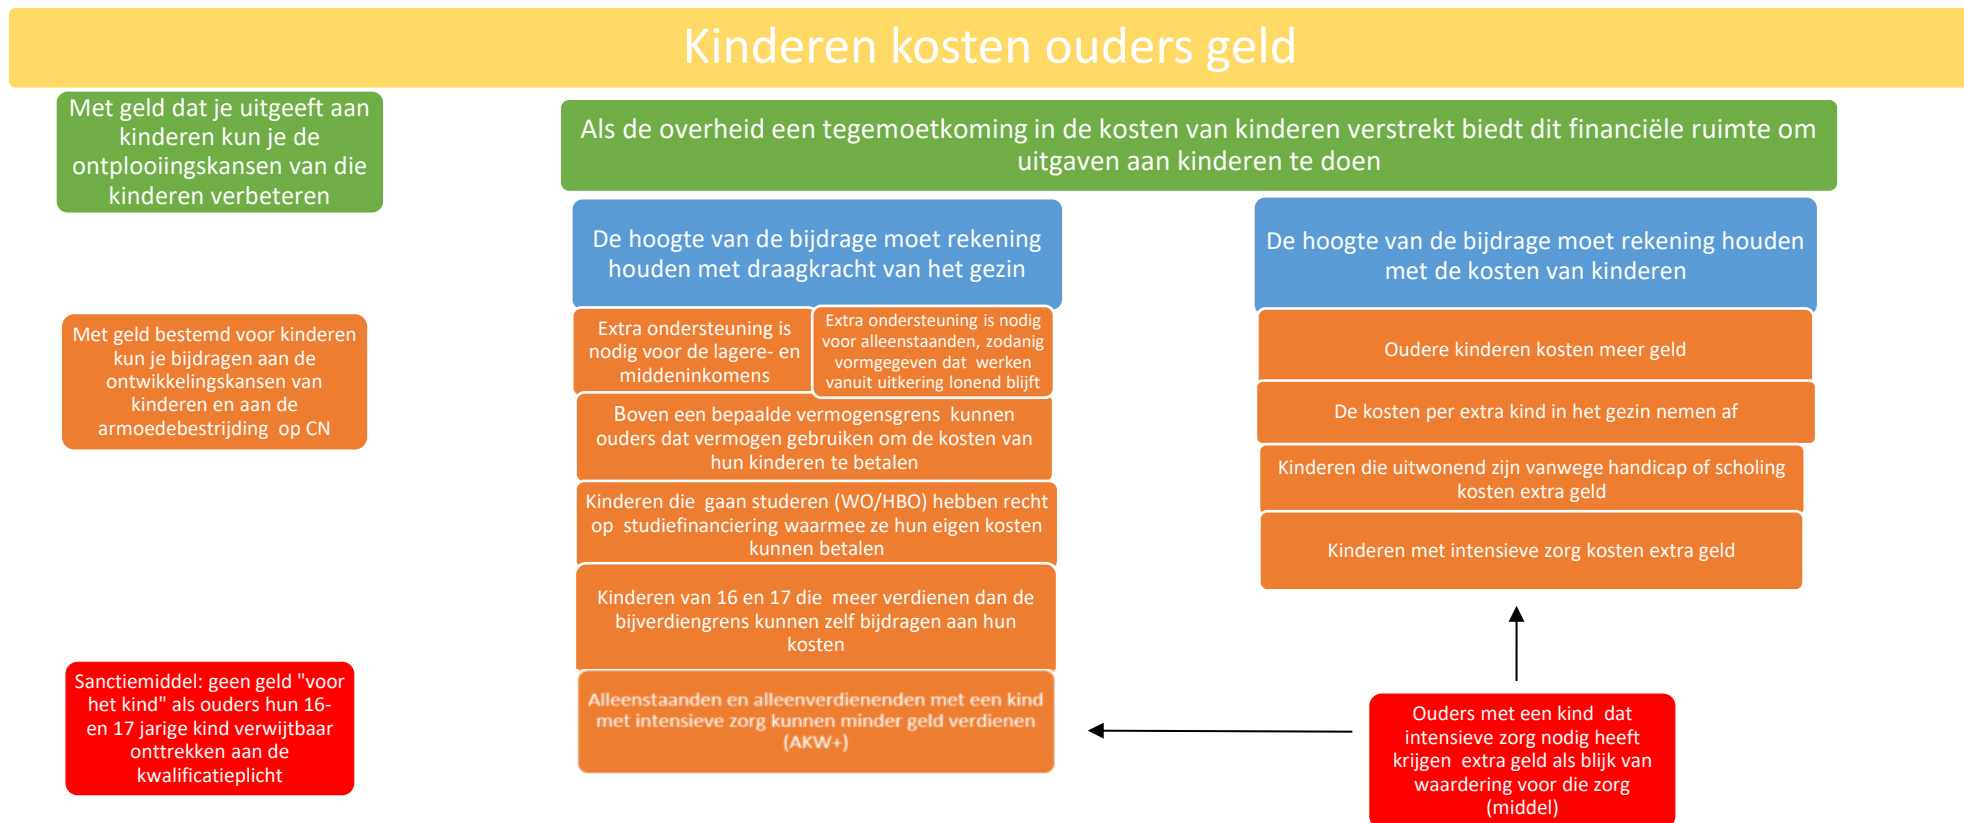 Kinderen kosten ouders geld
Met geld dat je uitgeeft aan
kinderen kun je de
ontplooiingskansen van die
kinderen verbeteren
Als de overheid een tegemoetkoming in de kosten van kinderen verstrekt biedt dit financiële ruimte om
uitgaven aan kinderen te doen
De hoogte van de bijdrage moet rekening
houden met draagkracht van het gezin
De hoogte van de bijdrage moet rekening houden
met de kosten van kinderen
Met geld bestemd voor kinderen
kun je bijdragen aan de
ontwikkelingskansen van
kinderen en aan de
armoedebestrijding op CN
Extra ondersteuning is
nodig voor de lagere- en
middeninkomens
Extra ondersteuning is nodig
voor alleenstaanden, zodanig
vormgegeven dat werken
vanuit uitkering lonend blijft
Boven een bepaalde vermogensgrens kunnen
ouders dat vermogen gebruiken om de kosten van
hun kinderen te betalen
Kinderen die gaan studeren (WO/HBO) hebben recht
op studiefinanciering waarmee ze hun eigen kosten
kunnen betalen
Kinderen van 16 en 17 die meer verdienen dan de
bijverdiengrens kunnen zelf bijdragen aan hun
kosten
Alleenstaanden en alleenverdienenden met een kind
met intensieve zorg kunnen minder geld verdienen
(AKW+)
Oudere kinderen kosten meer geld
De kosten per extra kind in het gezin nemen af
Kinderen die uitwonend zijn vanwege handicap of scholing
kosten extra geld
Kinderen met intensieve zorg kosten extra geld
Sanctiemiddel: geen geld "voor
het kind" als ouders hun 16-
en 17 jarige kind verwijtbaar
onttrekken aan de
kwalificatieplicht
Ouders met een kind dat
intensieve zorg nodig heeft
krijgen extra geld als blijk van
waardering voor die zorg
(middel)